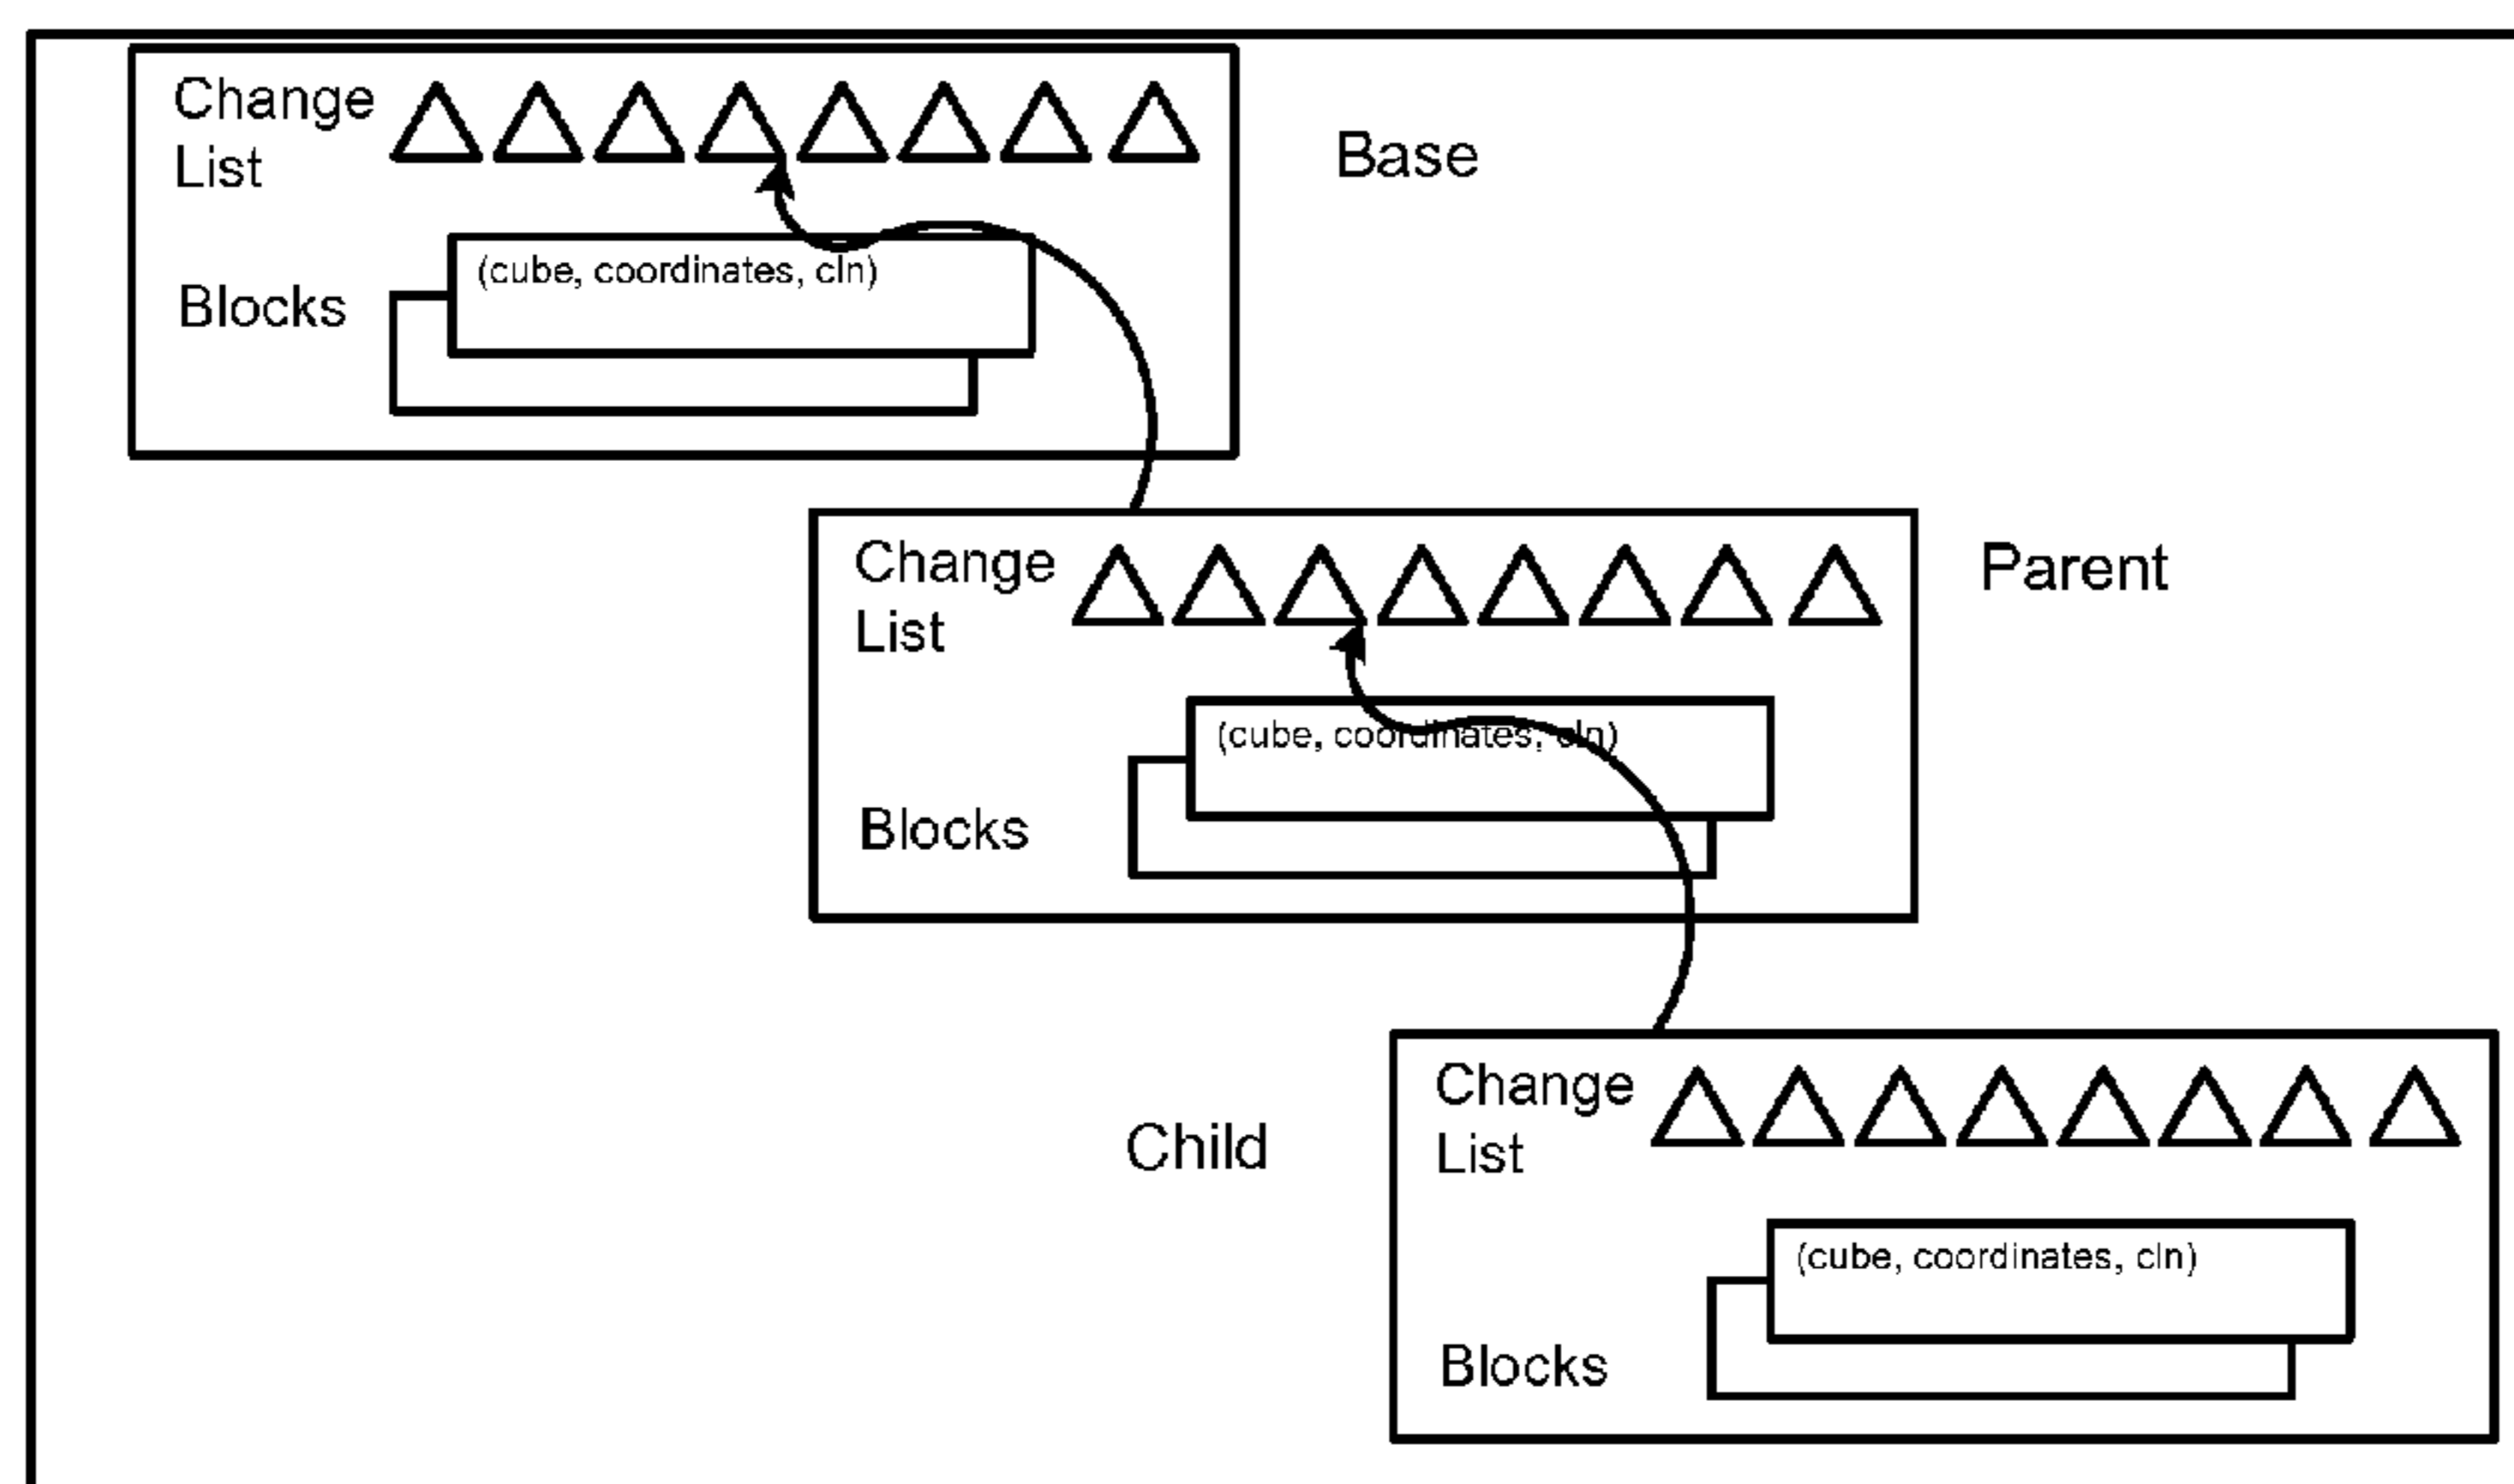 Change
List
Base
(cube, coordinates, cln)
Blocks
Change
List
Parent
(cube, coordinates, cln)
Blocks
Change
List
Child
(cube, coordinates, cln)
Blocks